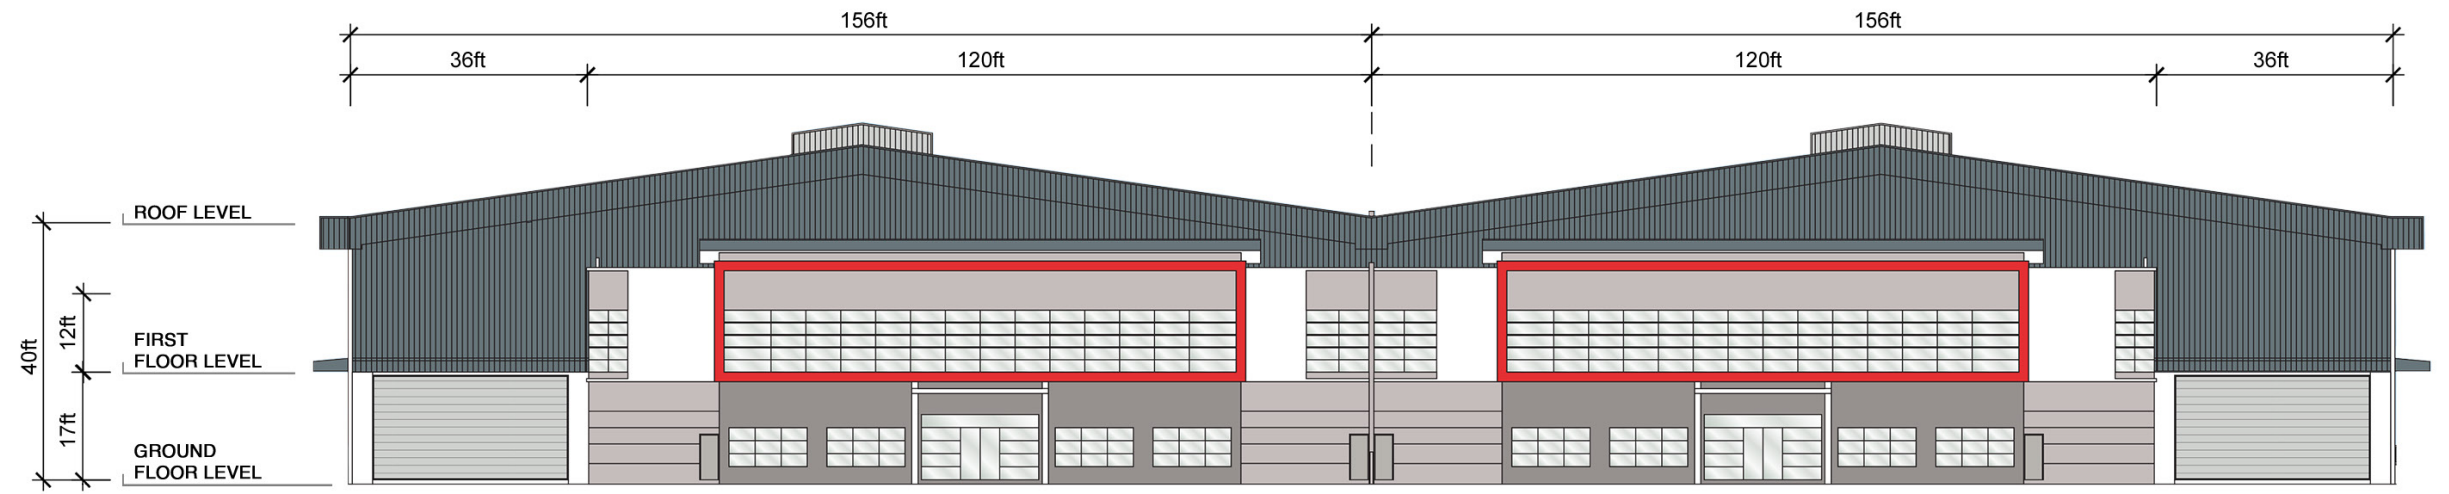 156ft 156ft
36ft 120ft 120ft 36ft
ROOF LEVEL
40ft
12ft
FIRST
FLOOR LEVEL
17ft
GROUND
FLOOR LEVEL